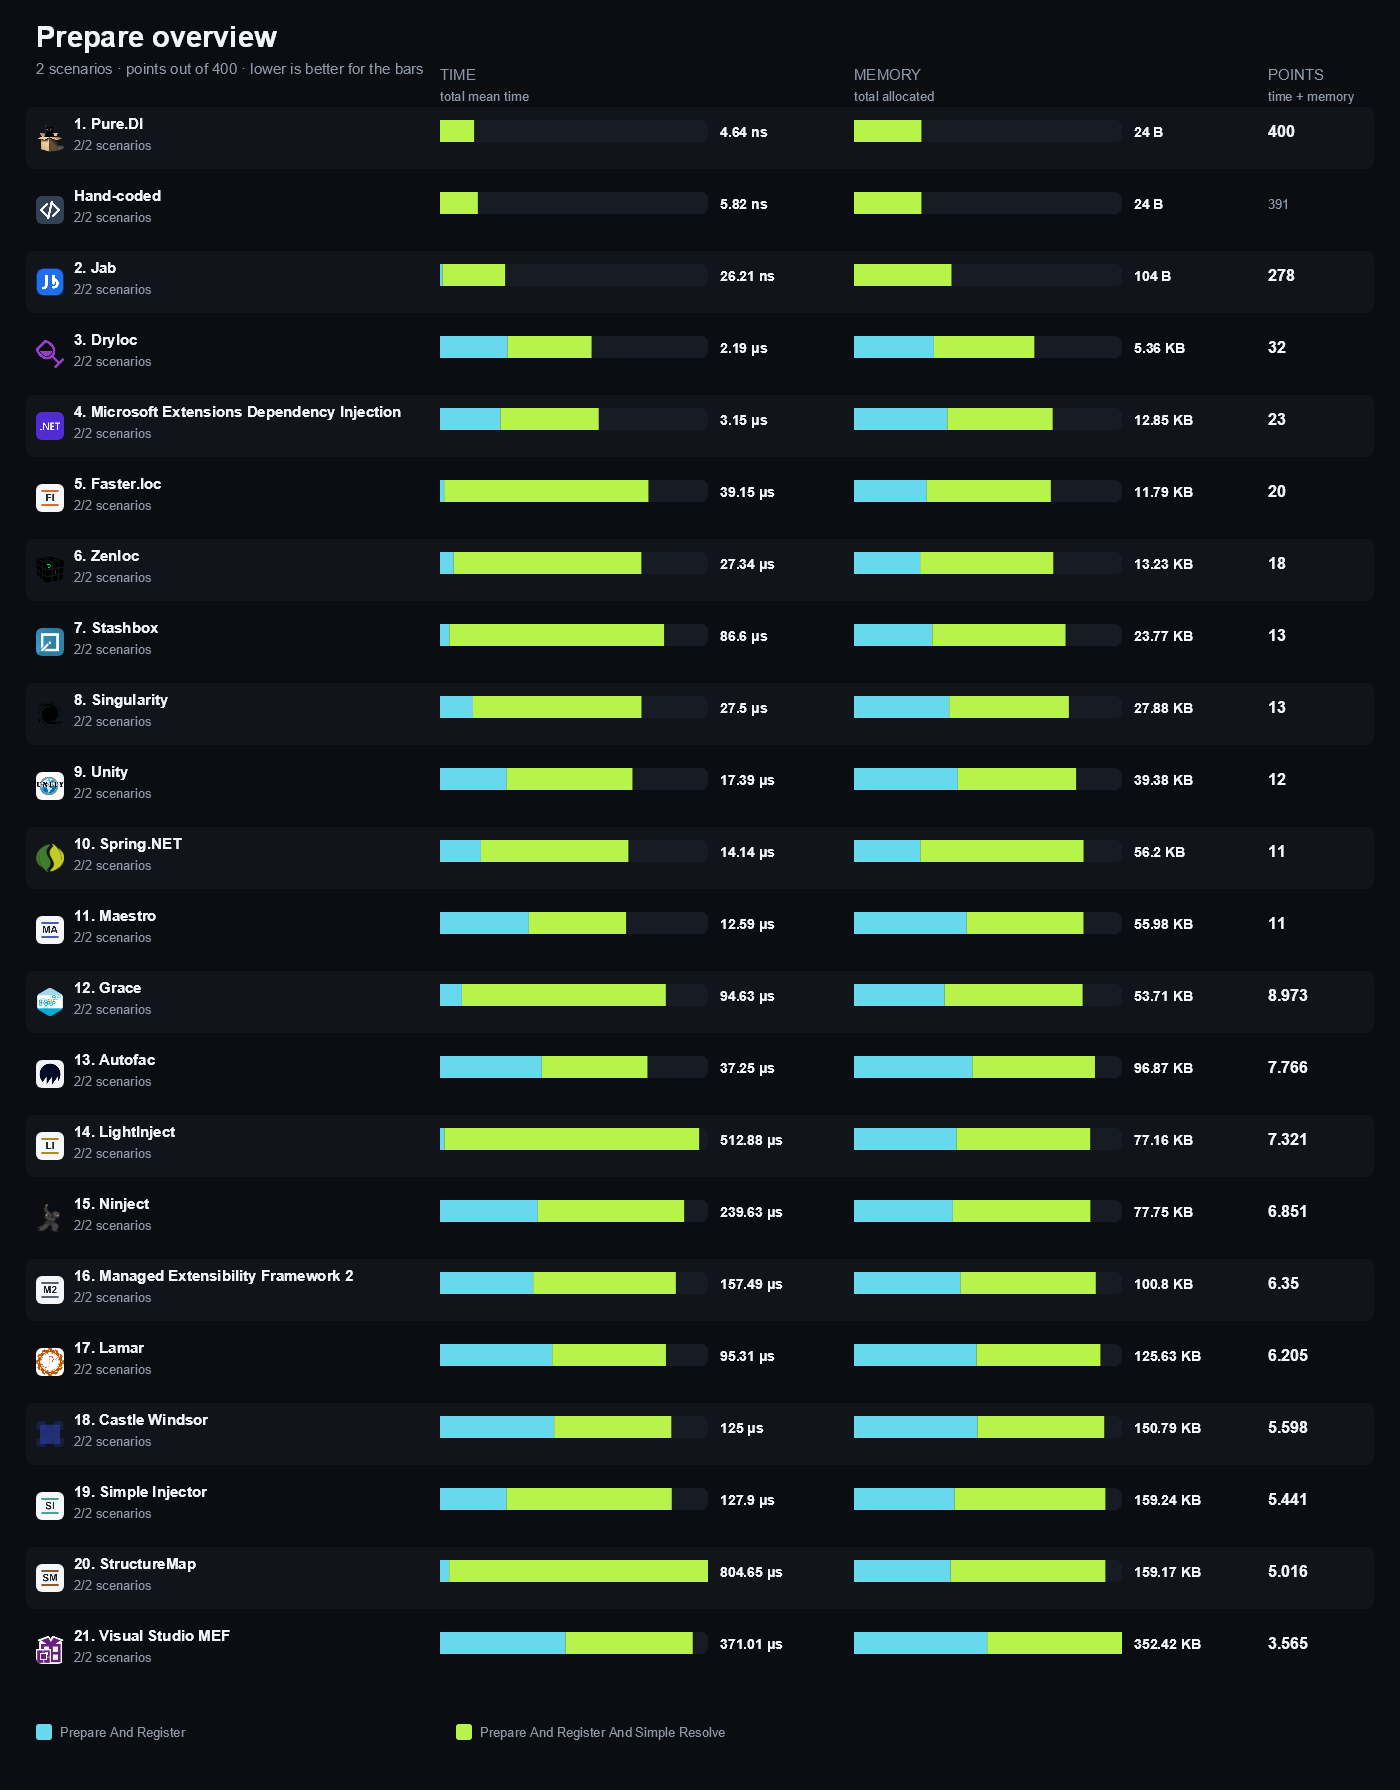 Prepare overview
2 scenarios · points out of 400 · lower is better for the bars
TIME
total mean time
MEMORY
total allocated
POINTS
time + memory
1. Pure.DI
2/2 scenarios
4.64 ns
24 B
400
Hand-coded
2/2 scenarios
5.82 ns
24 B
391
2. Jab
2/2 scenarios
26.21 ns
104 B
278
3. DryIoc
2/2 scenarios
2.19 µs
5.36 KB
32
.NET
4. Microsoft Extensions Dependency Injection
2/2 scenarios
3.15 µs
12.85 KB
23
FI
5. Faster.Ioc
2/2 scenarios
39.15 µs
11.79 KB
20
6. ZenIoc
2/2 scenarios
27.34 µs
13.23 KB
18
7. Stashbox
2/2 scenarios
86.6 µs
23.77 KB
13
8. Singularity
2/2 scenarios
27.5 µs
27.88 KB
13
9. Unity
2/2 scenarios
17.39 µs
39.38 KB
12
10. Spring.NET
2/2 scenarios
14.14 µs
56.2 KB
11
MA
11. Maestro
2/2 scenarios
12.59 µs
55.98 KB
11
12. Grace
2/2 scenarios
94.63 µs
53.71 KB
8.973
13. Autofac
2/2 scenarios
37.25 µs
96.87 KB
7.766
LI
14. LightInject
2/2 scenarios
512.88 µs
77.16 KB
7.321
15. Ninject
2/2 scenarios
239.63 µs
77.75 KB
6.851
M2
16. Managed Extensibility Framework 2
2/2 scenarios
157.49 µs
100.8 KB
6.35
17. Lamar
2/2 scenarios
95.31 µs
125.63 KB
6.205
18. Castle Windsor
2/2 scenarios
125 µs
150.79 KB
5.598
SI
19. Simple Injector
2/2 scenarios
127.9 µs
159.24 KB
5.441
SM
20. StructureMap
2/2 scenarios
804.65 µs
159.17 KB
5.016
21. Visual Studio MEF
2/2 scenarios
371.01 µs
352.42 KB
3.565
Prepare And Register
Prepare And Register And Simple Resolve